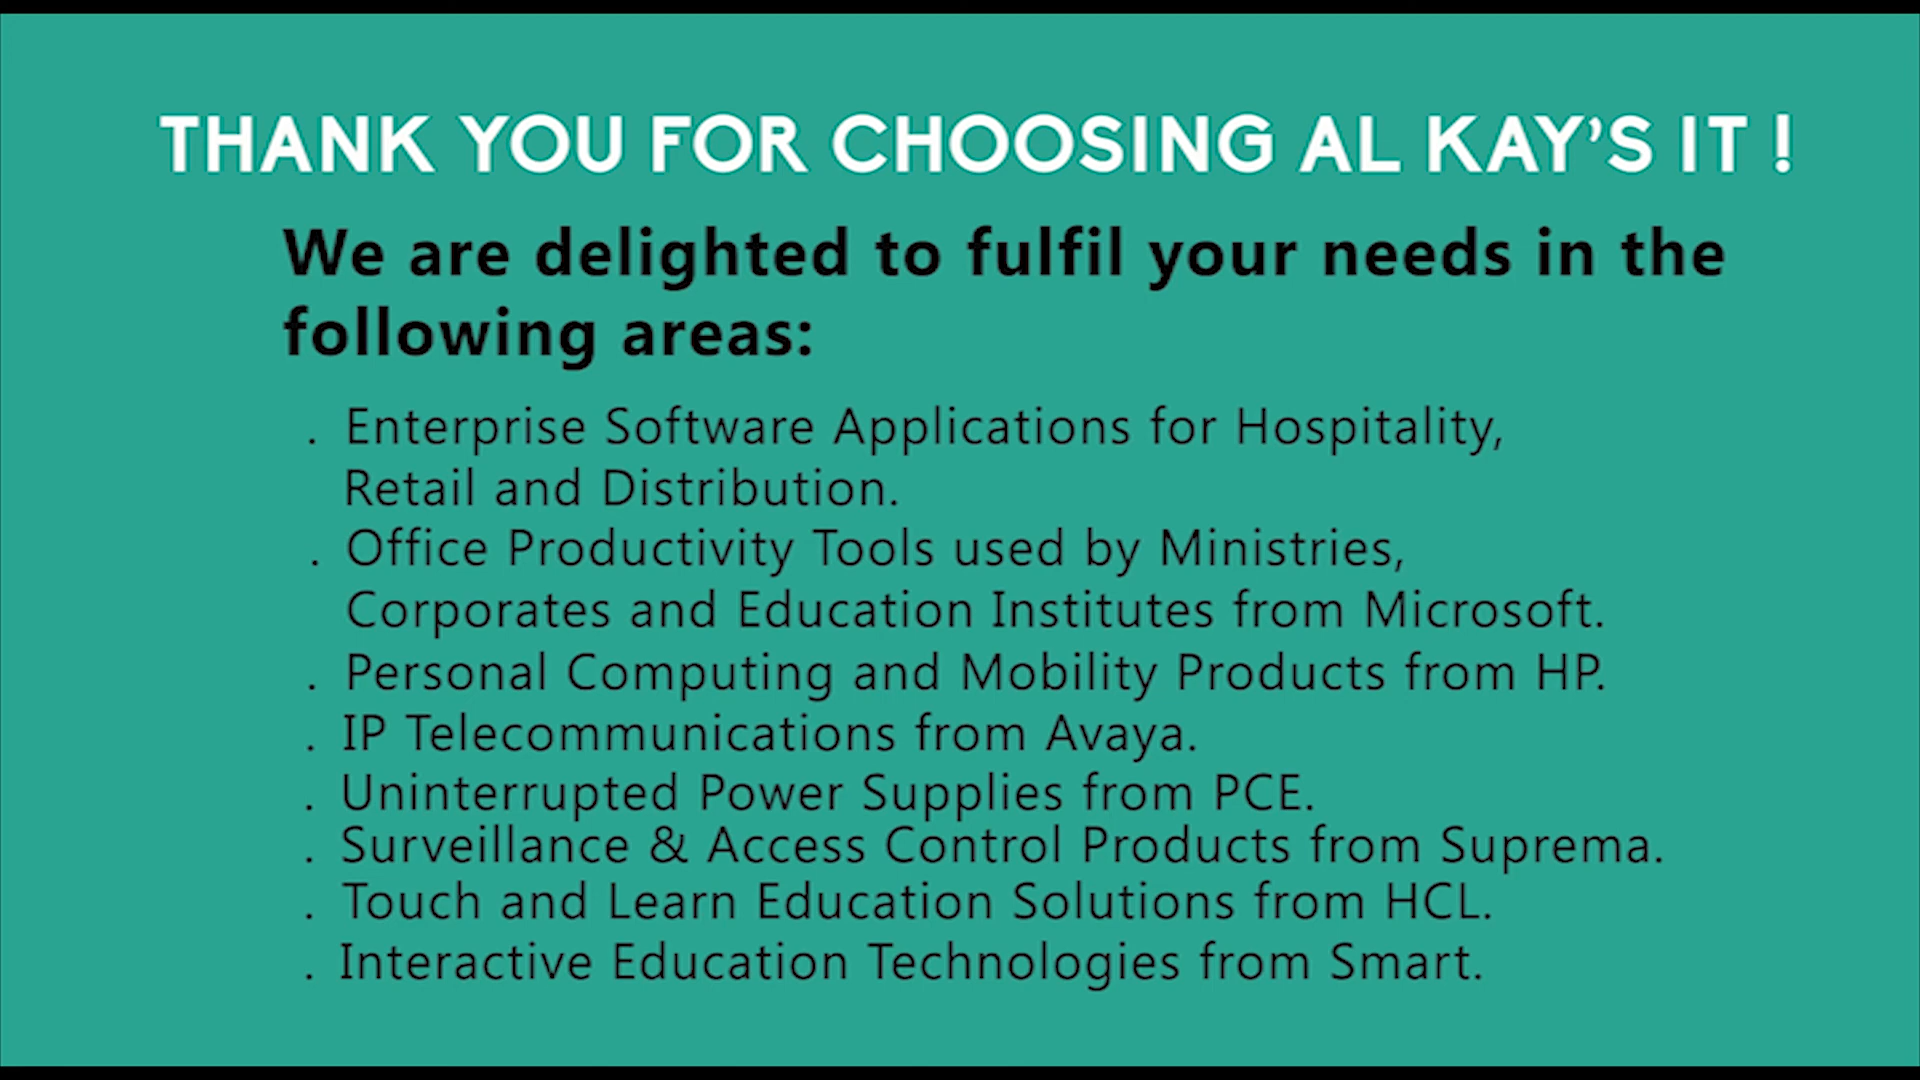 THANK YOU FOR CHOOSING AL KAY'S IT !
We are delighted to fulfil your needs in the
following areas:
. Enterprise Software Applications for Hospitality,
Retail and Distribution.
. Office Productivity Tools used by Ministries,
Corporates and Education Institutes from Microsoft.
. Personal Computing and Mobility Products from HP.
. IP Telecommunications from Avaya.
. Uninterrupted Power Supplies from PCE.
. Surveillance & Access Control Products from Suprema.
. Touch and Learn Education Solutions from HCL.
. Interactive Education Technologies from Smart.